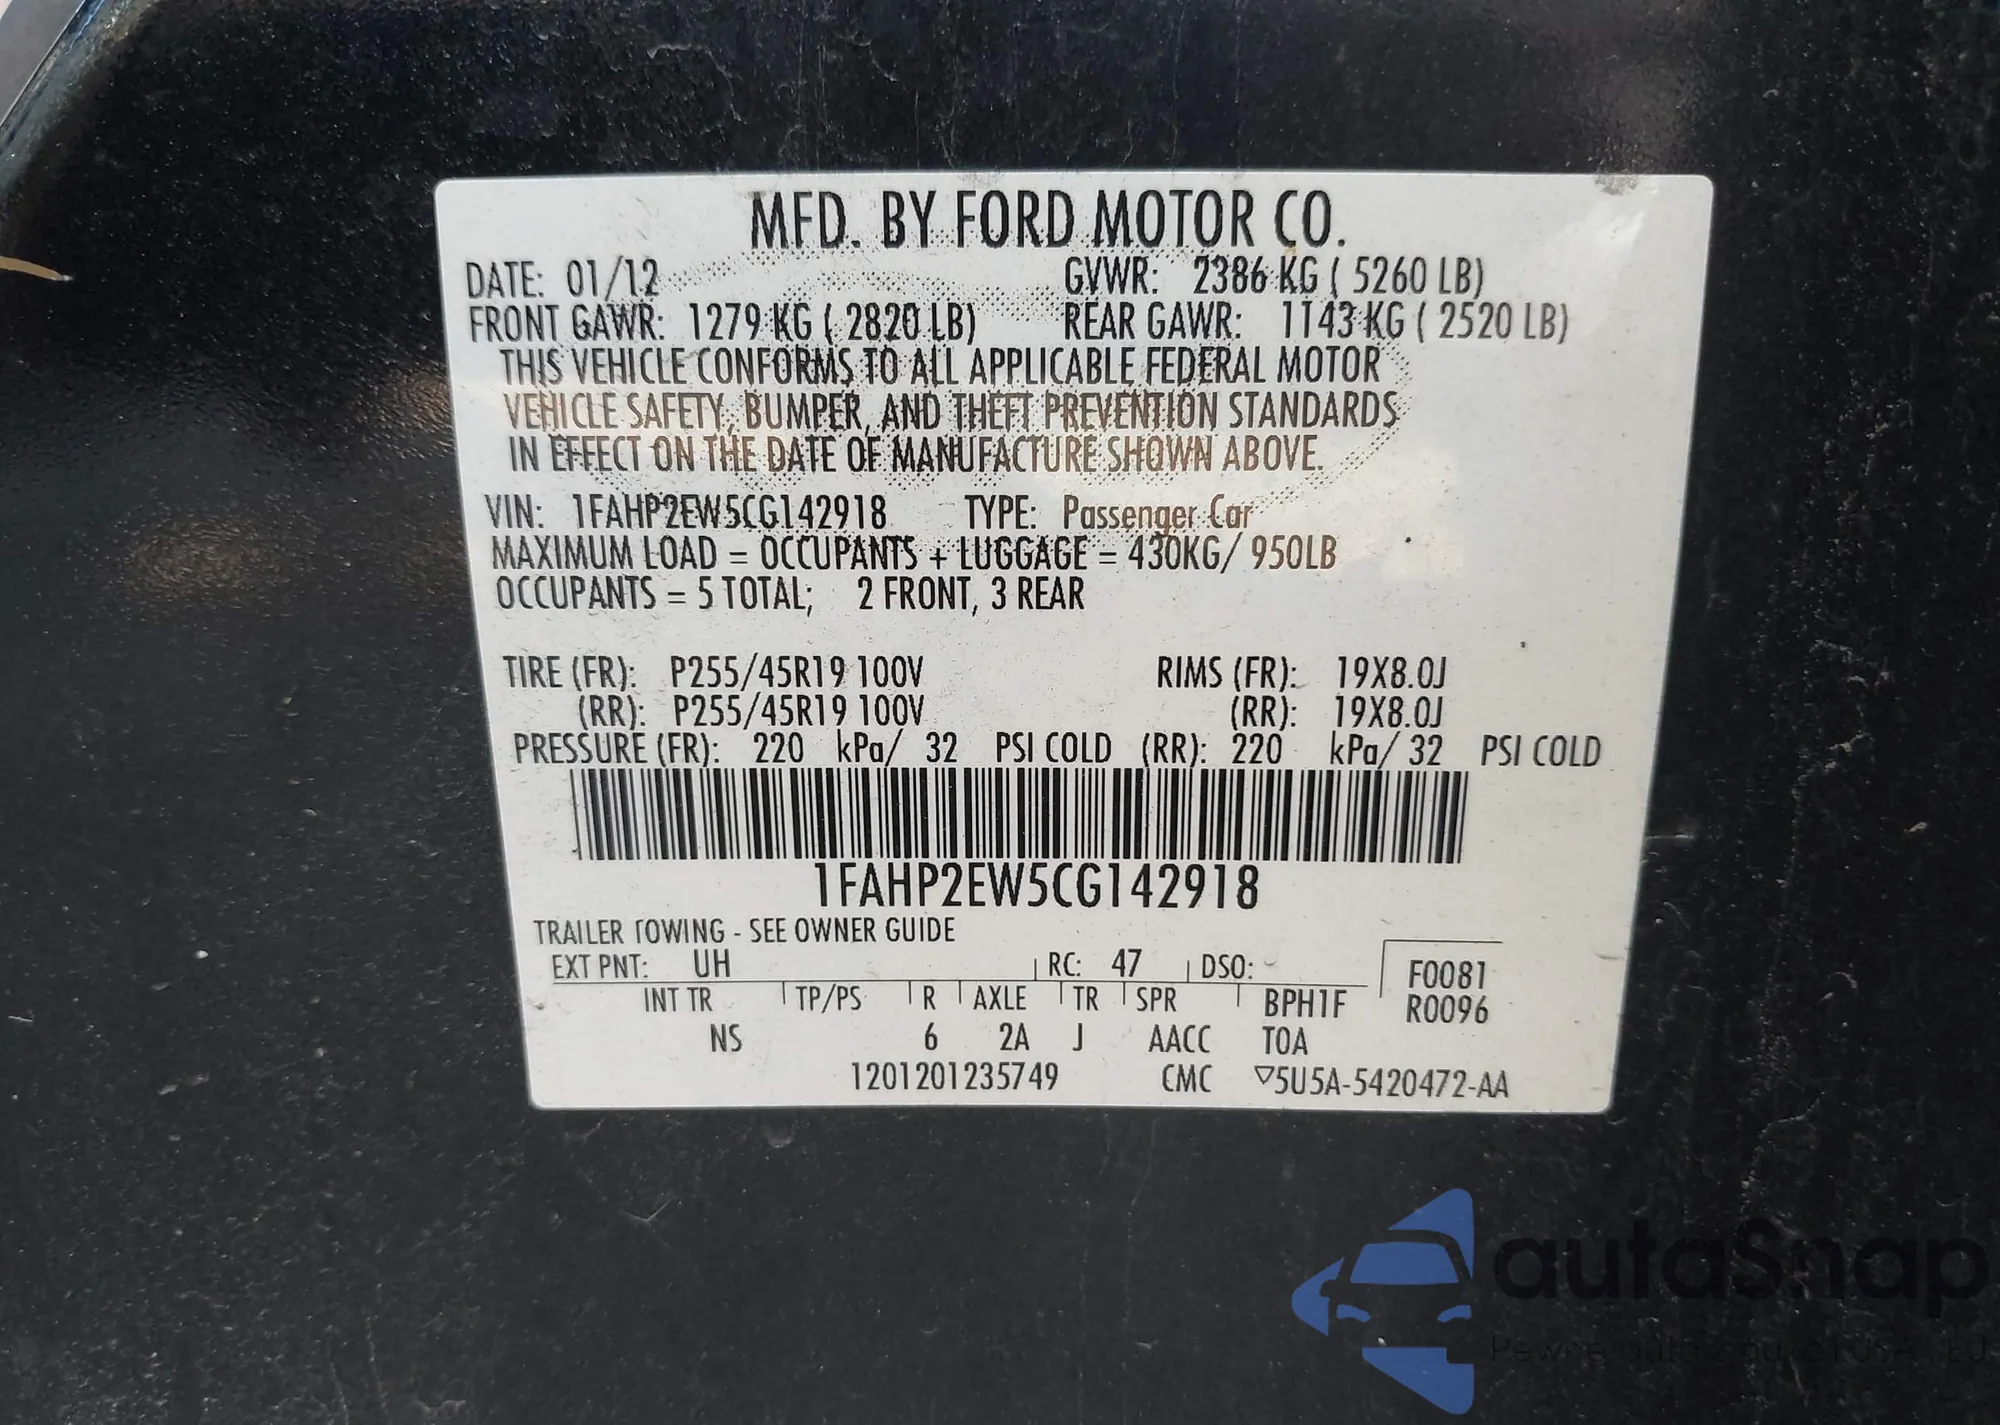 MFD. BY FORD MOTOR CO.
DATE: 01/12 GVWR: 2386 KG ( 5260 LB)
FRONT GAWR: 1279 KG ( 2820 LB) REAR GAWR: 1143 KG ( 2520 LB)
THIS VEHICLE CONFORMS TO ALL APPLICABLE FEDERAL MOTOR
VEHICLE SAFETY, BUMPER, AND THEFT PREVENTION STANDARDS
IN EFFECT ON THE DATE OF MANUFACTURE SHOWN ABOVE.
VIN: 1FAHP2EW5CG142918 TYPE: Passenger Car
MAXIMUM LOAD = OCCUPANTS + LUGGAGE = 430KG/ 950LB
OCCUPANTS = 5 TOTAL; 2 FRONT, 3 REAR
TIRE (FR): P255/45R19 100V RIMS (FR): 19X8.0J
(RR): P255/45R19 100V (RR): 19X8.0J
PRESSURE (FR): 220 kPa/ 32 PSI COLD (RR): 220 kPa/ 32 PSI COLD
1FAHP2EW5CG142918
TRAILER TOWING - SEE OWNER GUIDE
EXT PNT: UH RC: 47 DSO: F0081
INT TR TP/PS R AXLE TR SPR BPH1F R0096
NS 6 2A J AACC TOA
1201201235749 CMC ▽5U5A-5420472-AA
autaSnap
Pewne auta z